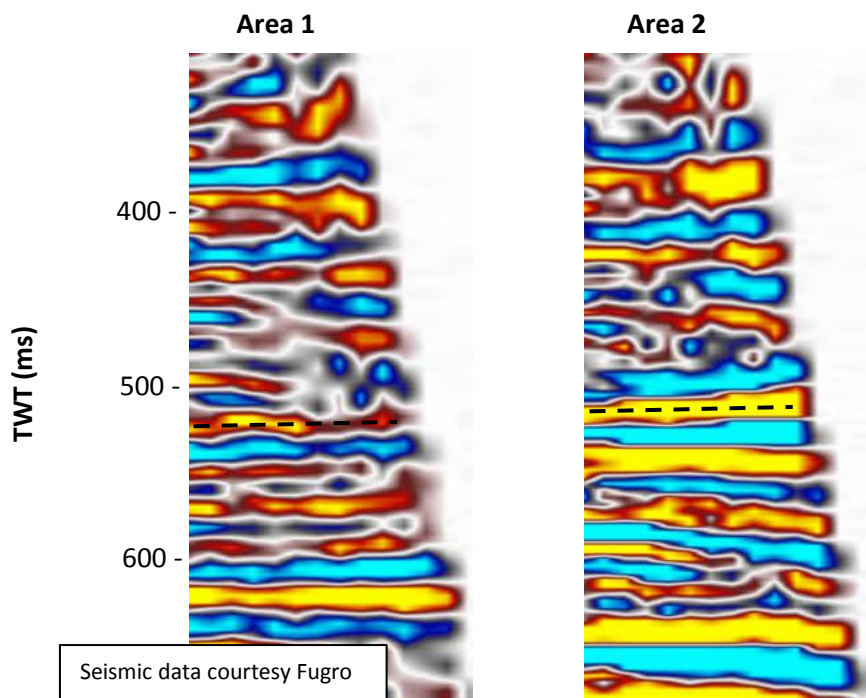 Area 1
Area 2
400 -
500 -
600 -
TWT (ms)
Seismic data courtesy Fugro